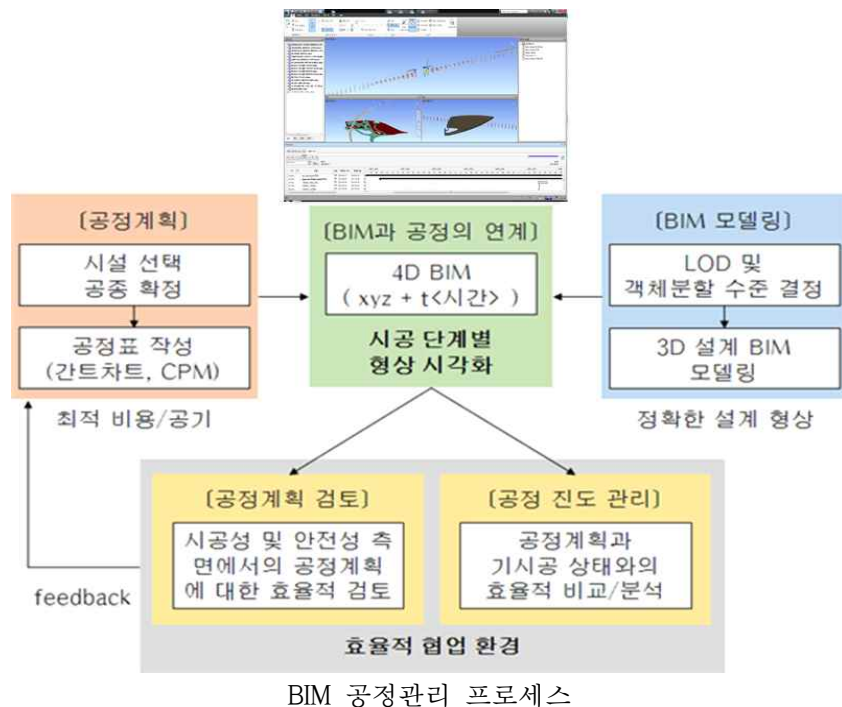 [공정계획]
시설 선택
공종 확정
공정표 작성
(간트차트, CPM)
최적 비용/공기
[BIM과 공정의 연계]
4D BIM
( xyz + t<시간> )
시공 단계별
형상 시각화
[BIM 모델링]
LOD 및
객체분할 수준 결정
3D 설계 BIM
모델링
정확한 설계 형상
[공정계획 검토]
시공성 및 안전성 측
면에서의 공정계획
에 대한 효율적 검토
[공정 진도 관리]
공정계획과
기시공 상태와의
효율적 비교/분석
feedback
효율적 협업 환경
BIM 공정관리 프로세스